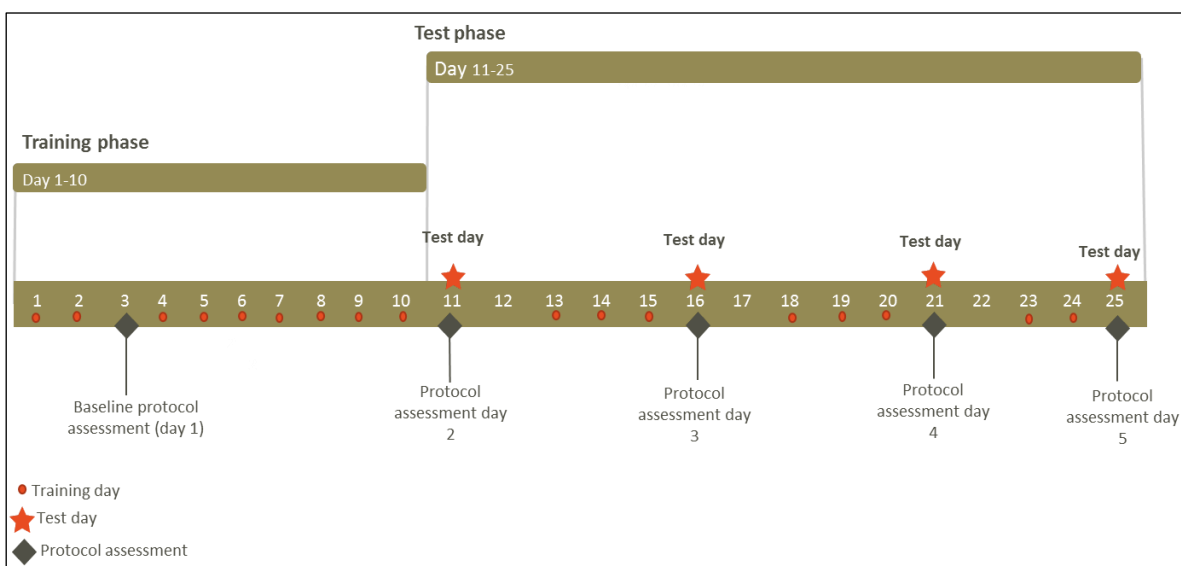 Test phase
Day 11-25
Training phase
Day 1-10
Test day
Test day
Test day
Test day
1 2 3 4 5 6 7 8 9 10 11 12 13 14 15 16 17 18 19 20 21 22 23 24 25
Baseline protocol
assessment (day 1)
Protocol
assessment day
2
Protocol
assessment day
3
Protocol
assessment day
4
Protocol
assessment day
5
Training day
Test day
Protocol assessment